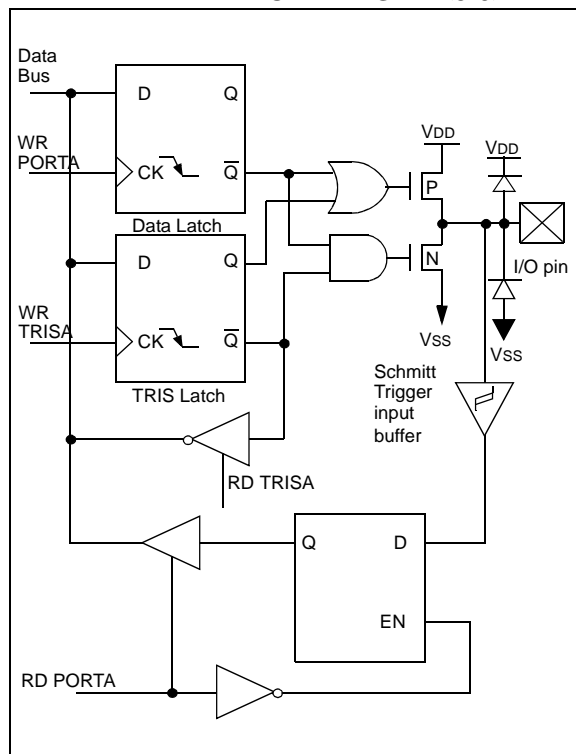 Data
Bus
D Q
WR
PORTA
VDD
VDD
CK Q
P
Data Latch
D Q
N
I/O pin
WR
TRISA
CK Q
VSS
VSS
Schmitt
Trigger
input
buffer
TRIS Latch
RD TRISA
Q D
EN
RD PORTA